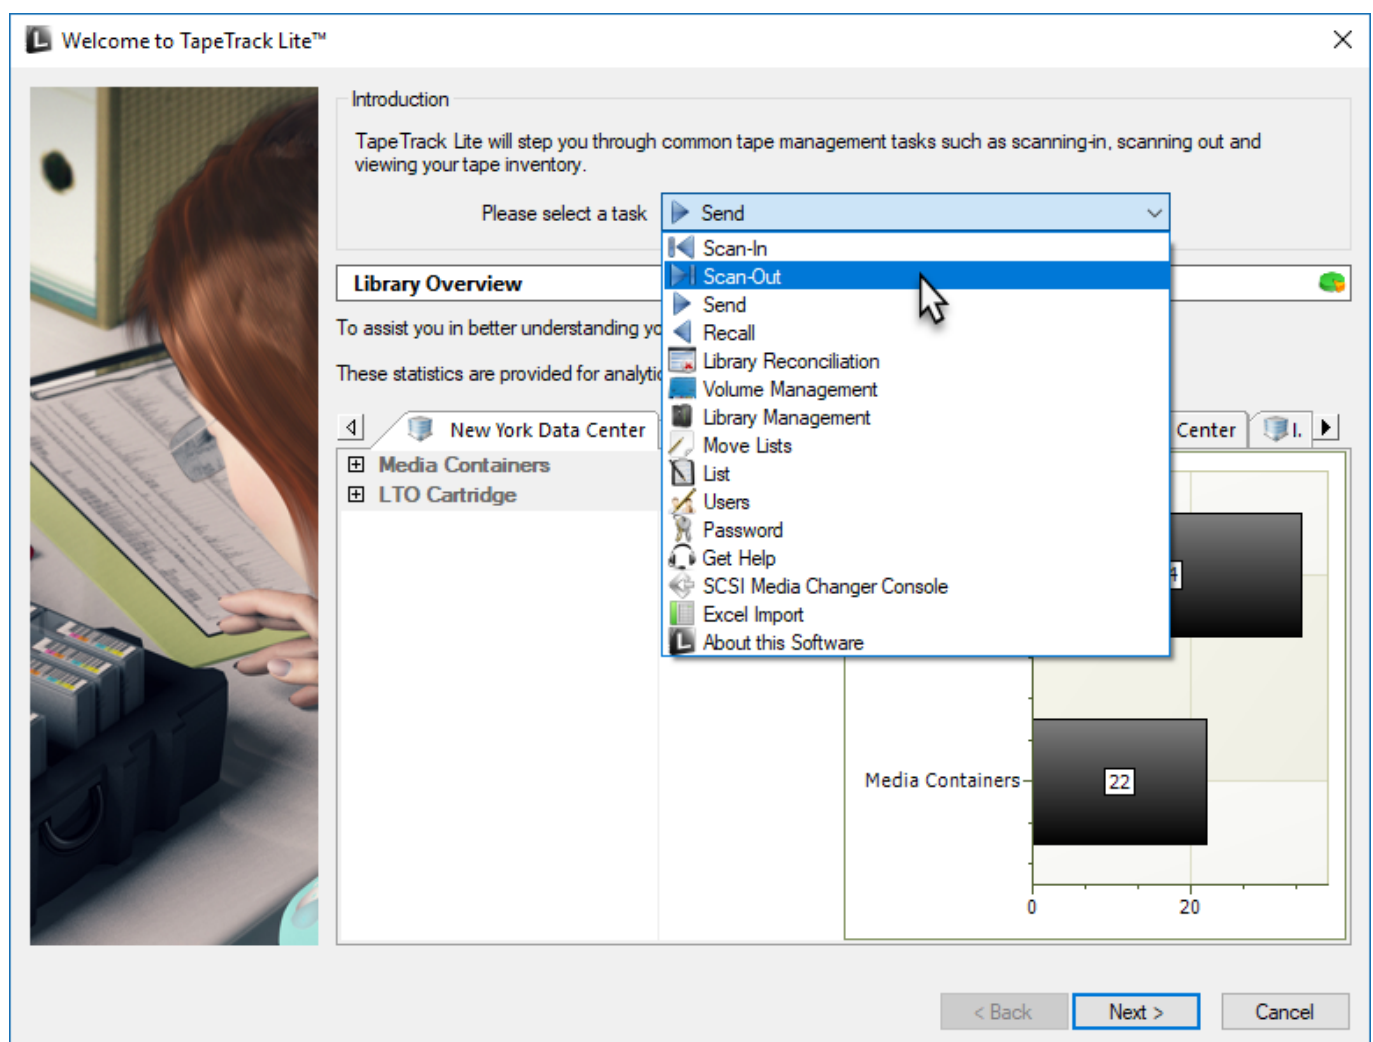 Welcome to TapeTrack Lite™
Introduction
TapeTrack Lite will step you through common tape management tasks such as scanning-in, scanning out and
viewing your tape inventory.
Please select a task
Send
Scan-In
Scan-Out
Send
Recall
Library Reconciliation
Volume Management
Library Management
Move Lists
List
Users
Password
Get Help
SCSI Media Changer Console
Excel Import
About this Software
Library Overview
To assist you in better understanding
These statistics are provided for
New York Data Center
Center
I.
Media Containers
LTO Cartridge
Media Containers
22
0
20
< Back
Next >
Cancel